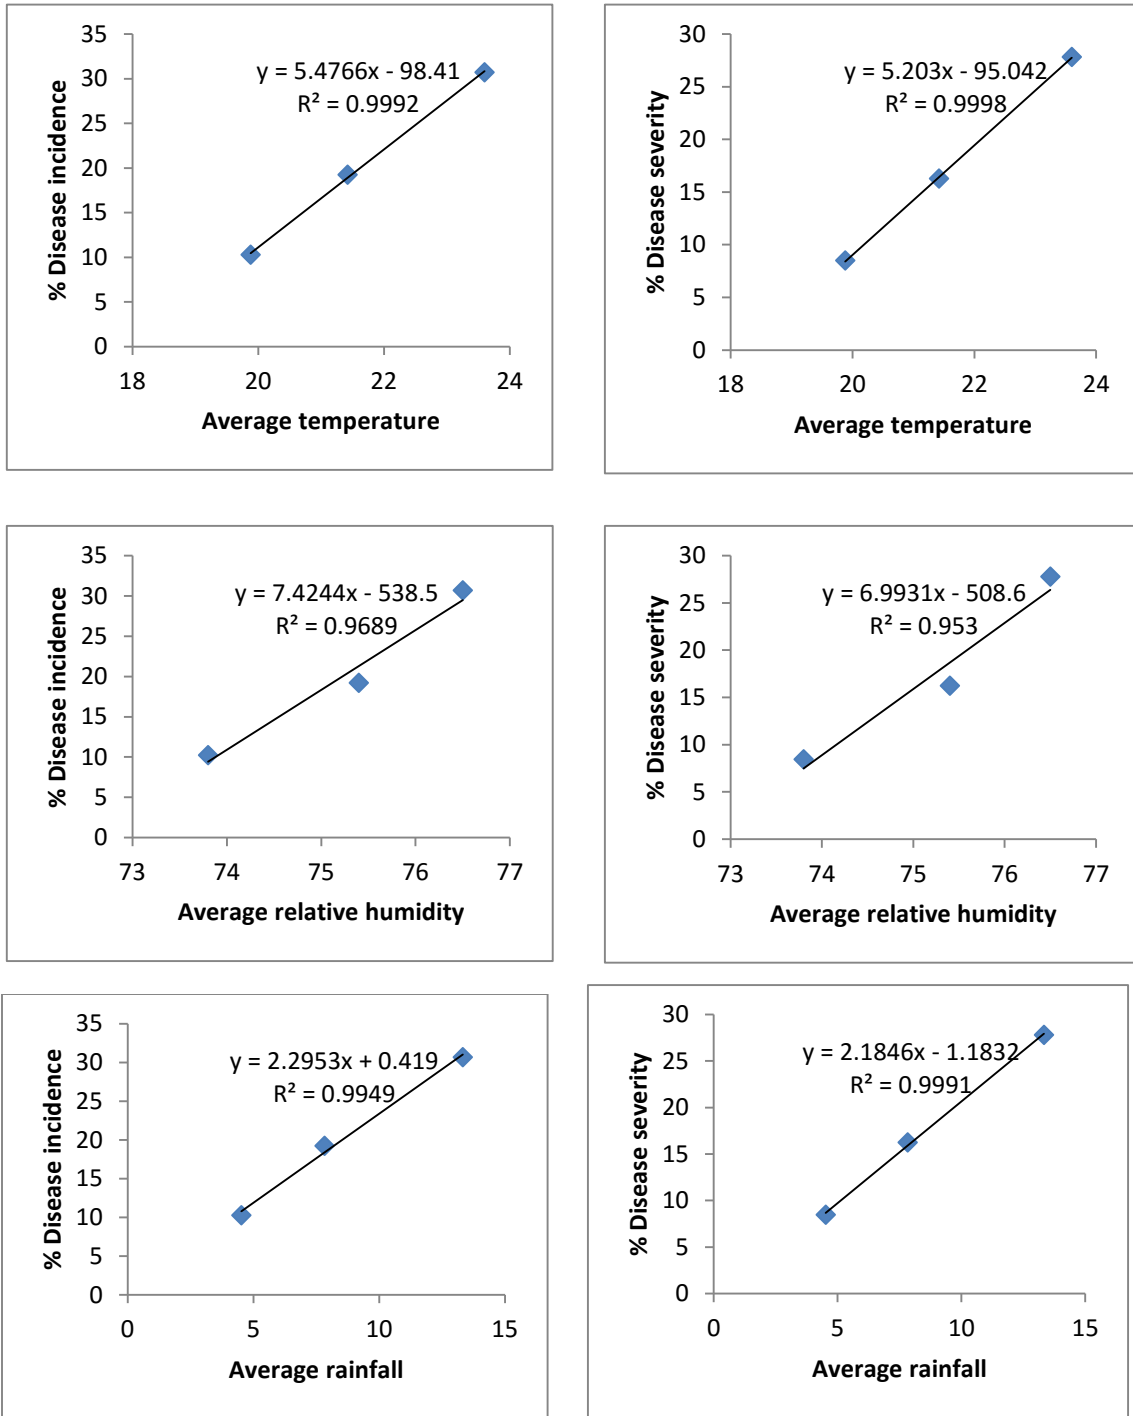 35
30
25
20
15
10
5
0
% Disease incidence
y = 5.4766x - 98.41
R² = 0.9992
18 20 22 24
Average temperature
30
25
20
15
10
5
0
% Disease severity
y = 5.203x - 95.042
R² = 0.9998
18 20 22 24
Average temperature
35
30
25
20
15
10
5
0
% Disease incidence
y = 7.4244x - 538.5
R² = 0.9689
73 74 75 76 77
Average relative humidity
30
25
20
15
10
5
0
% Disease severity
y = 6.9931x - 508.6
R² = 0.953
73 74 75 76 77
Average relative humidity
35
30
25
20
15
10
5
0
% Disease incidence
y = 2.2953x + 0.419
R² = 0.9949
0 5 10 15
Average rainfall
30
25
20
15
10
5
0
% Disease severity
y = 2.1846x - 1.1832
R² = 0.9991
0 5 10 15
Average rainfall